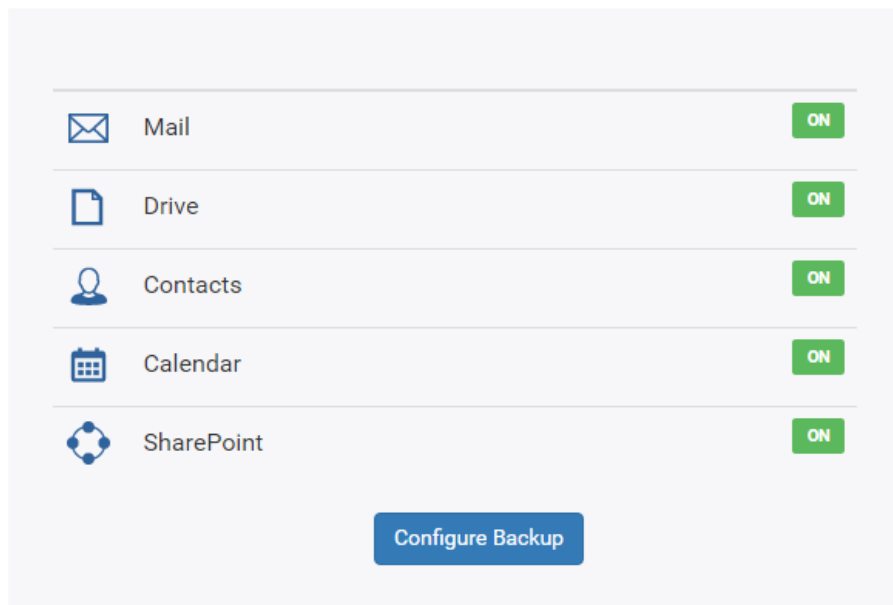 Mail ON
Drive ON
Contacts ON
Calendar ON
SharePoint ON
Configure Backup